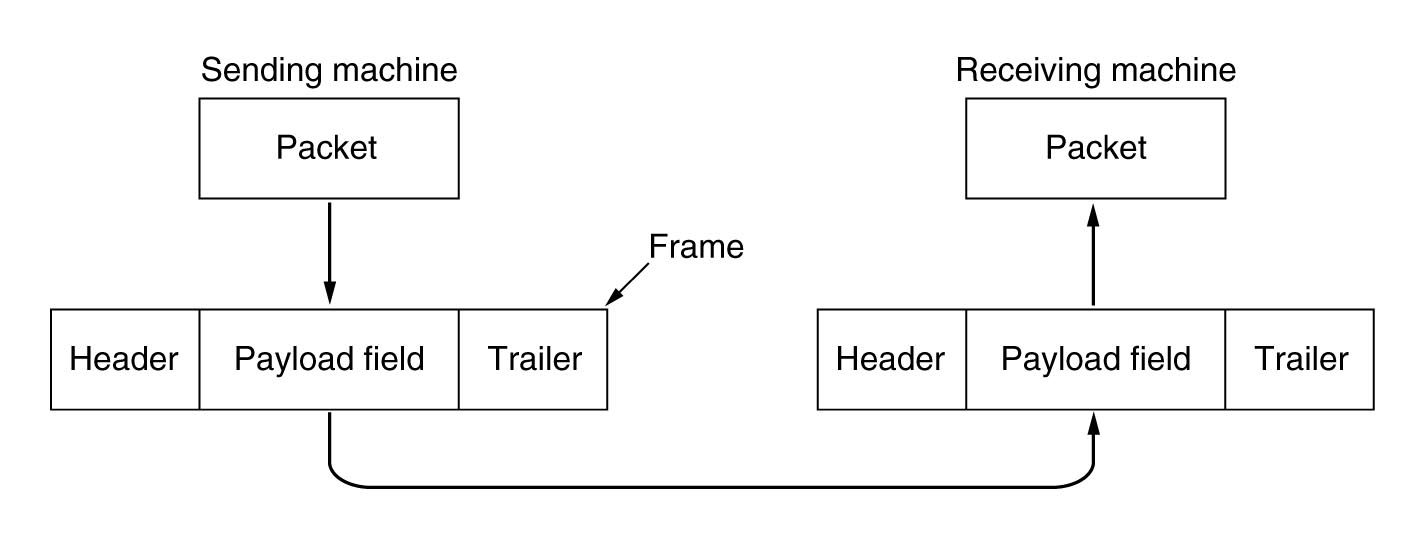 Sending machine
Receiving machine
Packet
Packet
Frame
Header
Payload field
Trailer
Header
Payload field
Trailer